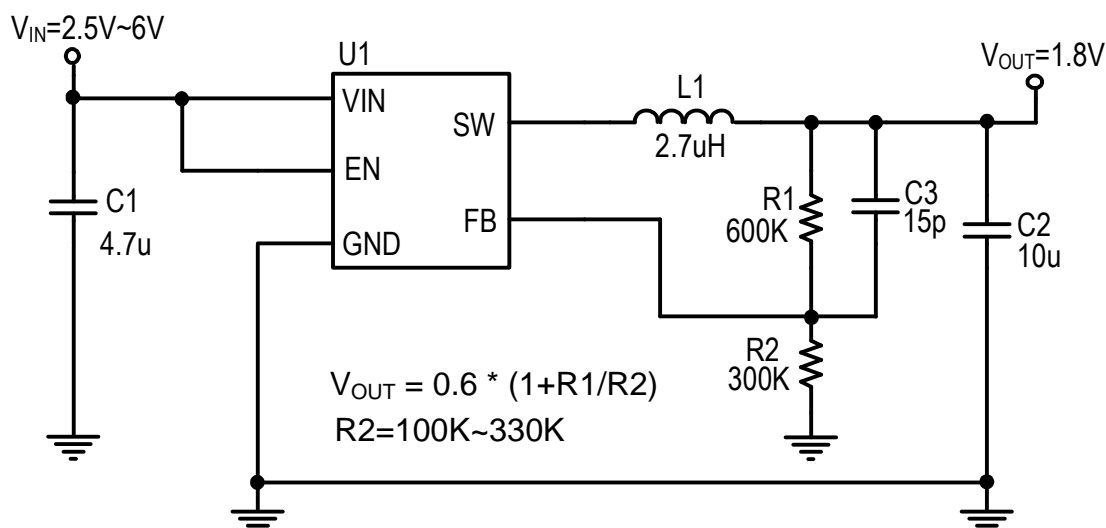 VIN=2.5V~6V
U1
VOUT=1.8V
VIN
SW
L1
2.7uH
EN
C1
4.7u
GND
FB
R1
600K
C3
15p
C2
10u
R2
300K
VOUT = 0.6 * (1+R1/R2)
R2=100K~330K